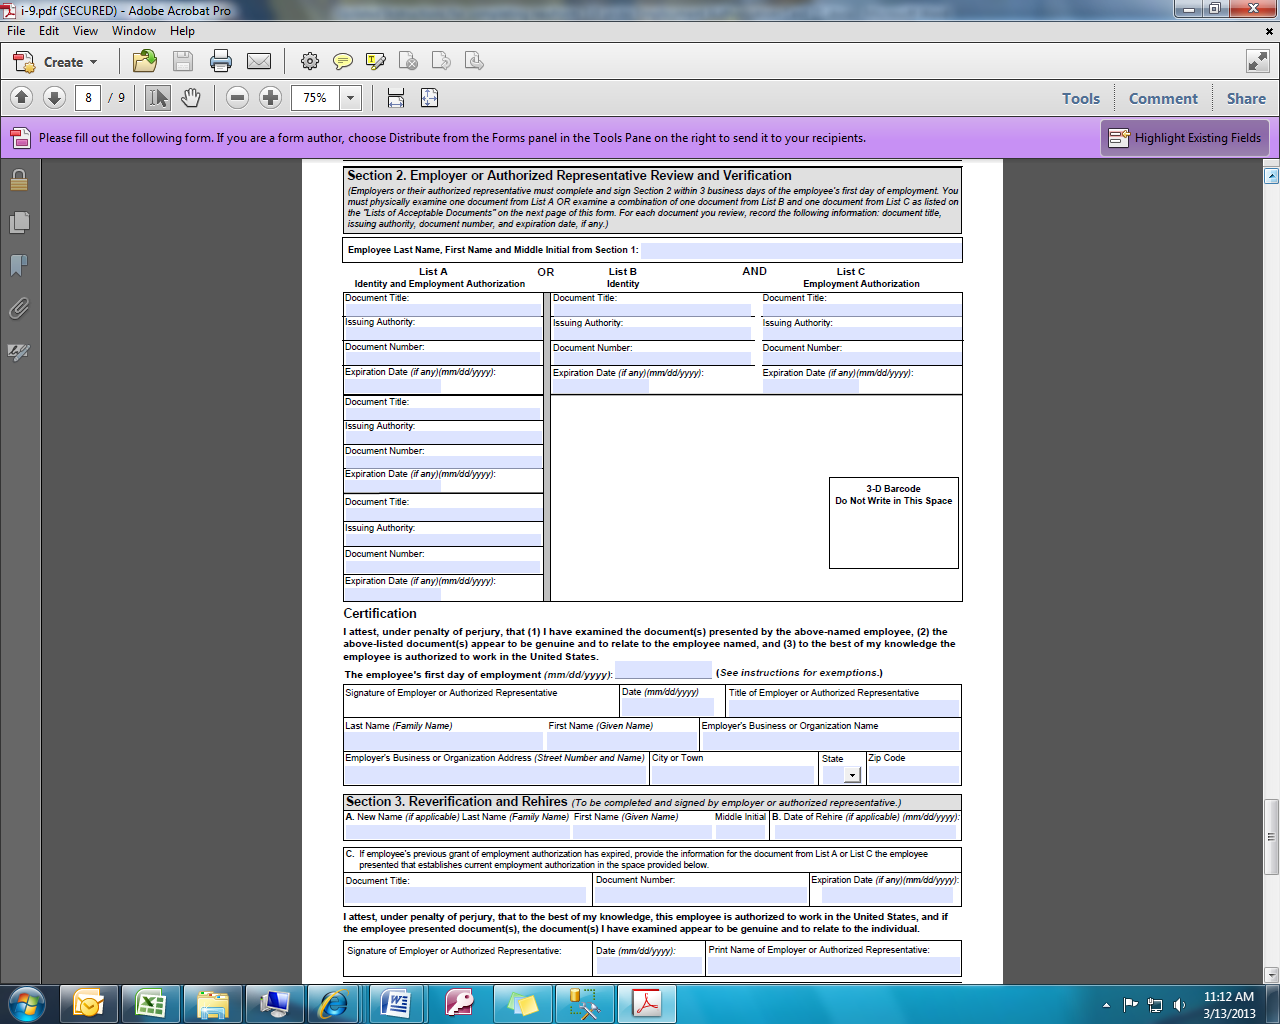 i-9.pdf (SECURED) - Adobe Acrobat Pro
File Edit View Window Help
Create
8 / 9 75% Tools Comment Share
Please fill out the following form. If you are a form author, choose Distribute from the Forms panel in the Tools Pane on the right to send it to your recipients. Highlight Existing Fields
Section 2. Employer or Authorized Representative Review and Verification
(Employers or their authorized representative must complete and sign Section 2 within 3 business days of the employee's first day of employment. You
must physically examine one document from List A OR examine a combination of one document from List B and one document from List C as listed on
the "Lists of Acceptable Documents" on the next page of this form. For each document you review, record the following information: document title,
issuing authority, document number, and expiration date, if any.)
Employee Last Name, First Name and Middle Initial from Section 1:
List A OR List B AND List C
Identity and Employment Authorization Identity Employment Authorization
Document Title: Document Title: Document Title:
Issuing Authority: Issuing Authority: Issuing Authority:
Document Number: Document Number: Document Number:
Expiration Date (if any)(mm/dd/yyyy): Expiration Date (if any)(mm/dd/yyyy): Expiration Date (if any)(mm/dd/yyyy):
Document Title:
Issuing Authority:
Document Number:
Expiration Date (if any)(mm/dd/yyyy):
Document Title:
Issuing Authority:
Document Number:
Expiration Date (if any)(mm/dd/yyyy):
3-D Barcode
Do Not Write in This Space
Certification
I attest, under penalty of perjury, that (1) I have examined the document(s) presented by the above-named employee, (2) the
above-listed document(s) appear to be genuine and to relate to the employee named, and (3) to the best of my knowledge the
employee is authorized to work in the United States.
The employee's first day of employment (mm/dd/yyyy): (See instructions for exemptions.)
Signature of Employer or Authorized Representative Date (mm/dd/yyyy) Title of Employer or Authorized Representative
Last Name (Family Name) First Name (Given Name) Employer's Business or Organization Name
Employer's Business or Organization Address (Street Number and Name) City or Town State Zip Code
Section 3. Reverification and Rehires (To be completed and signed by employer or authorized representative.)
A. New Name (if applicable) Last Name (Family Name) First Name (Given Name) Middle Initial B. Date of Rehire (if applicable) (mm/dd/yyyy):
C. If employee's previous grant of employment authorization has expired, provide the information for the document from List A or List C the employee
presented that establishes current employment authorization in the space provided below.
Document Title: Document Number: Expiration Date (if any)(mm/dd/yyyy):
I attest, under penalty of perjury, that to the best of my knowledge, this employee is authorized to work in the United States, and if
the employee presented document(s), the document(s) I have examined appear to be genuine and to relate to the individual.
Signature of Employer or Authorized Representative: Date (mm/dd/yyyy): Print Name of Employer or Authorized Representative:
11:12 AM
3/13/2013